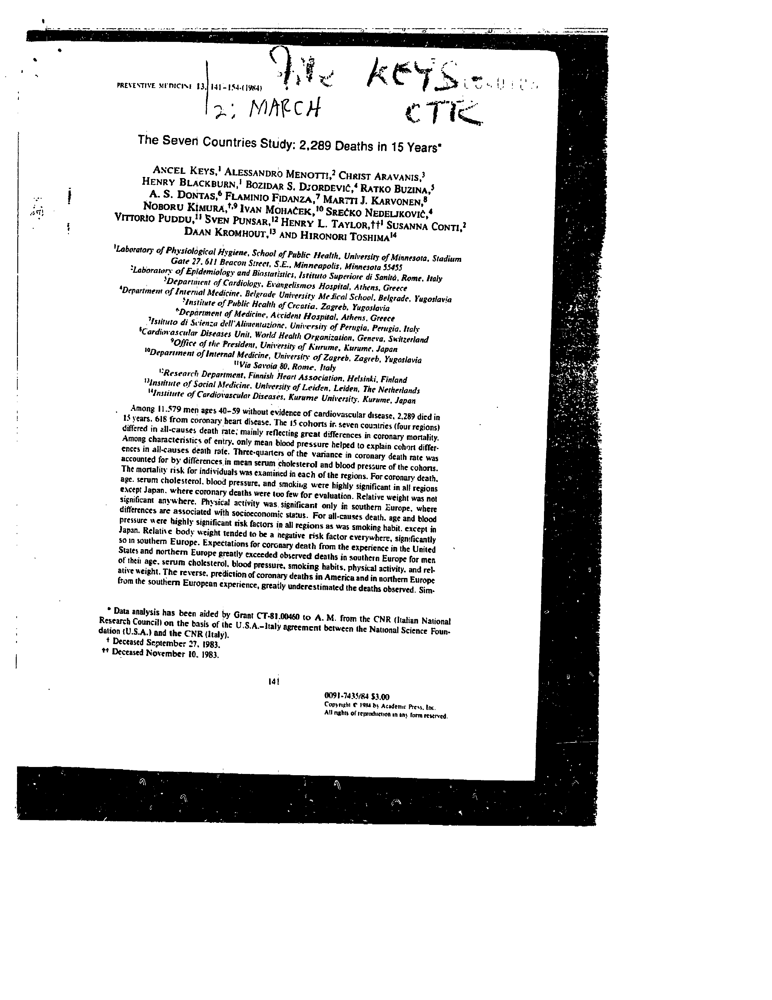 File KEYS
PREVENTIVE MEDICINE 13, 141–154 (1984)
2; MARCH CTR
The Seven Countries Study: 2,289 Deaths in 15 Years*
ANCEL KEYS,¹ ALESSANDRO MENOTTI,² CHRIST ARAVANIS,³
HENRY BLACKBURN,¹ BOZIDAR S. DJORDEVIČ,⁴ RATKO BUZINA,⁵
A. S. DONTAS,⁶ FLAMINIO FIDANZA,⁷ MARTTI J. KARVONEN,⁸
NOBORU KIMURA,†,⁹ IVAN MOHAČEK,¹⁰ SREČKO NEDELJKOVIČ,⁴
VITTORIO PUDDU,¹¹ SVEN PUNSAR,¹² HENRY L. TAYLOR,††¹ SUSANNA CONTI,²
DAAN KROMHOUT,¹³ AND HIRONORI TOSHIMA¹⁴
¹Laboratory of Physiological Hygiene, School of Public Health, University of Minnesota, Stadium
Gate 27, 611 Beacon Street, S.E., Minneapolis, Minnesota 55455
²Laboratory of Epidemiology and Biostatistics, Istituto Superiore di Sanitá, Rome, Italy
³Department of Cardiology, Evangelismos Hospital, Athens, Greece
⁴Department of Internal Medicine, Belgrade University Medical School, Belgrade, Yugoslavia
⁵Institute of Public Health of Croatia, Zagreb, Yugoslavia
⁶Department of Medicine, Accident Hospital, Athens, Greece
⁷Istituto di Scienza dell'Alimentazione, University of Perugia, Perugia, Italy
⁸Cardiovascular Diseases Unit, World Health Organization, Geneva, Switzerland
⁹Office of the President, University of Kurume, Kurume, Japan
¹⁰Department of Internal Medicine, University of Zagreb, Zagreb, Yugoslavia
¹¹Via Savoia 80, Rome, Italy
¹²Research Department, Finnish Heart Association, Helsinki, Finland
¹³Institute of Social Medicine, University of Leiden, Leiden, The Netherlands
¹⁴Institute of Cardiovascular Diseases, Kurume University, Kurume, Japan
Among 11,579 men ages 40–59 without evidence of cardiovascular disease, 2,289 died in
15 years, 618 from coronary heart disease. The 15 cohorts in seven countries (four regions)
differed in all-causes death rate, mainly reflecting great differences in coronary mortality.
Among characteristics of entry, only mean blood pressure helped to explain cohort differ-
ences in all-causes death rate. Three-quarters of the variance in coronary death rate was
accounted for by differences in mean serum cholesterol and blood pressure of the cohorts.
The mortality risk for individuals was examined in each of the regions. For coronary death,
age, serum cholesterol, blood pressure, and smoking were highly significant in all regions
except Japan, where coronary deaths were too few for evaluation. Relative weight was not
significant anywhere. Physical activity was significant only in southern Europe, where
differences are associated with socioeconomic status. For all-causes death, age and blood
pressure were highly significant risk factors in all regions as was smoking habit, except in
Japan. Relative body weight tended to be a negative risk factor everywhere, significantly
so in southern Europe. Expectations for coronary death from the experience in the United
States and northern Europe greatly exceeded observed deaths in southern Europe for men
of their age, serum cholesterol, blood pressure, smoking habits, physical activity, and rel-
ative weight. The reverse, prediction of coronary deaths in America and in northern Europe
from the southern European experience, greatly underestimated the deaths observed. Sim-
* Data analysis has been aided by Grant CT-81.00460 to A. M. from the CNR (Italian National
Research Council) on the basis of the U.S.A.–Italy agreement between the National Science Foun-
dation (U.S.A.) and the CNR (Italy).
† Deceased September 27, 1983.
†† Deceased November 10, 1983.
141
0091-7435/84 $3.00
Copyright © 1984 by Academic Press, Inc.
All rights of reproduction in any form reserved.